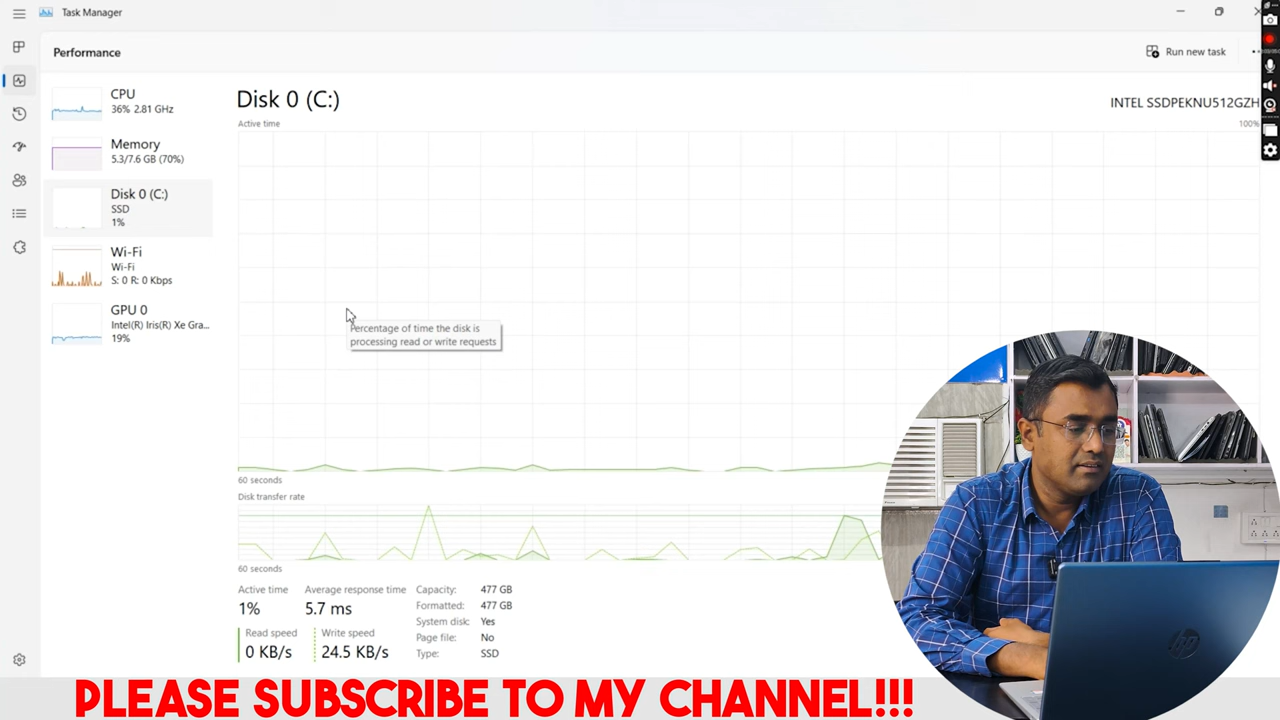 Task Manager
Performance
Run new task
CPU
36% 2.81 GHz
Memory
5.3/7.6 GB (70%)
Disk 0 (C:)
SSD
1%
Wi-Fi
Wi-Fi
S: 0 R: 0 Kbps
GPU 0
Intel(R) Iris(R) Xe Gra...
19%
Disk 0 (C:)
INTEL SSDPEKNU512GZH
Active time
100%
Percentage of time the disk is
processing read or write requests
60 seconds
Disk transfer rate
60 seconds
Active time
1%
Average response time
5.7 ms
Read speed
0 KB/s
Write speed
24.5 KB/s
Capacity: 477 GB
Formatted: 477 GB
System disk: Yes
Page file: No
Type: SSD
hp
PLEASE SUBSCRIBE TO MY CHANNEL!!!